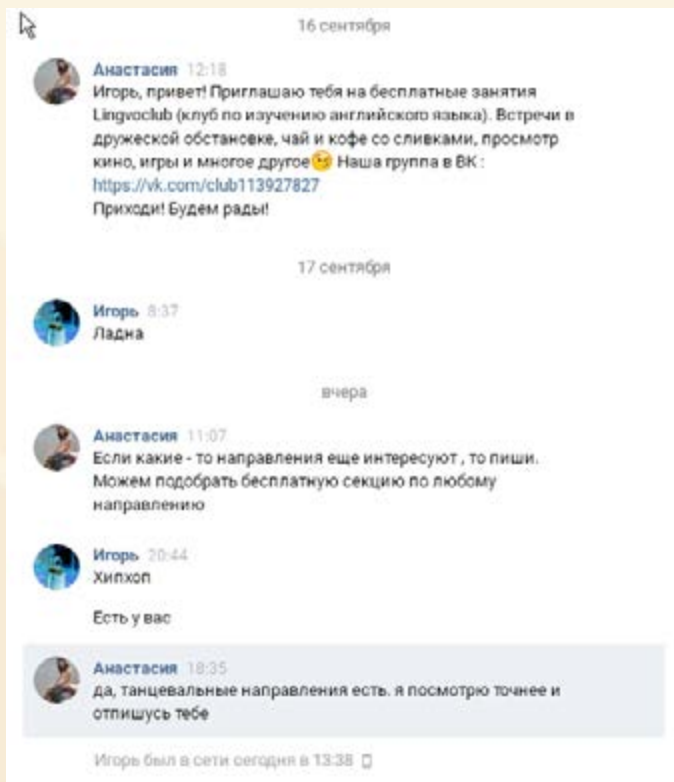 16 сентября
Анастасия 12:18
Игорь, привет! Приглашаю тебя на бесплатные занятия
Lingvoclub (клуб по изучению английского языка). Встречи в
дружеской обстановке, чай и кофе со сливками, просмотр
кино, игры и многое другое😘 Наша группа в ВК :
https://vk.com/club113927827
Приходи! Будем рады!
17 сентября
Игорь 8:37
Ладна
вчера
Анастасия 11:07
Если какие - то направления еще интересуют , то пиши.
Можем подобрать бесплатную секцию по любому
направлению
Игорь 20:44
Хипхоп
Есть у вас
Анастасия 18:35
да, танцевальные направления есть. я посмотрю точнее и
отпишусь тебе
Игорь был в сети сегодня в 13:38